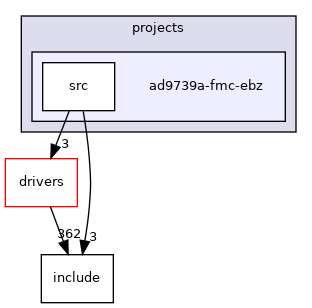 projects
src
ad9739a-fmc-ebz
3
drivers
362
3
include